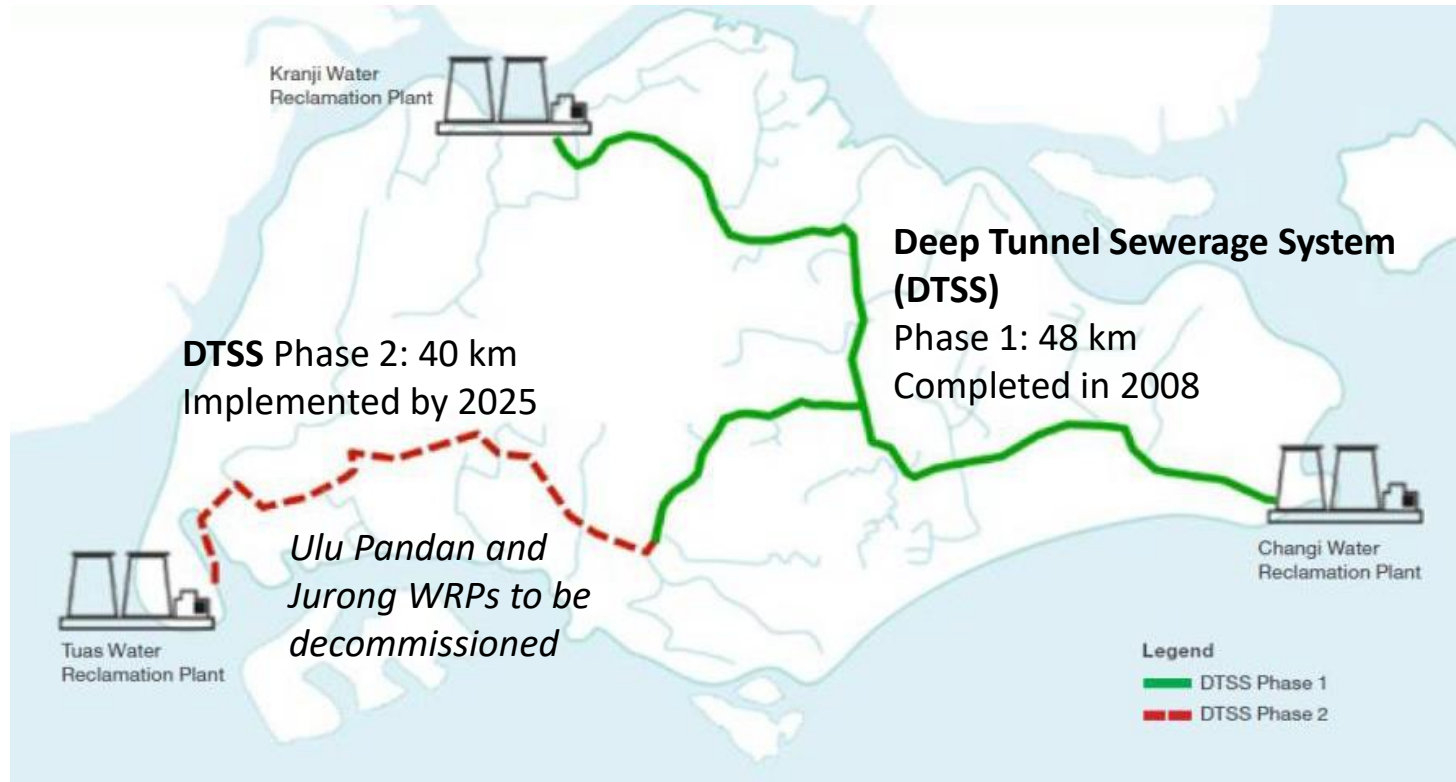 Kranji Water
Reclamation Plant
Deep Tunnel Sewerage System
(DTSS)
Phase 1: 48 km
Completed in 2008
DTSS Phase 2: 40 km
Implemented by 2025
Ulu Pandan and
Jurong WRPs to be
decommissioned
Tuas Water
Reclamation Plant
Changi Water
Reclamation Plant
Legend
DTSS Phase 1
DTSS Phase 2